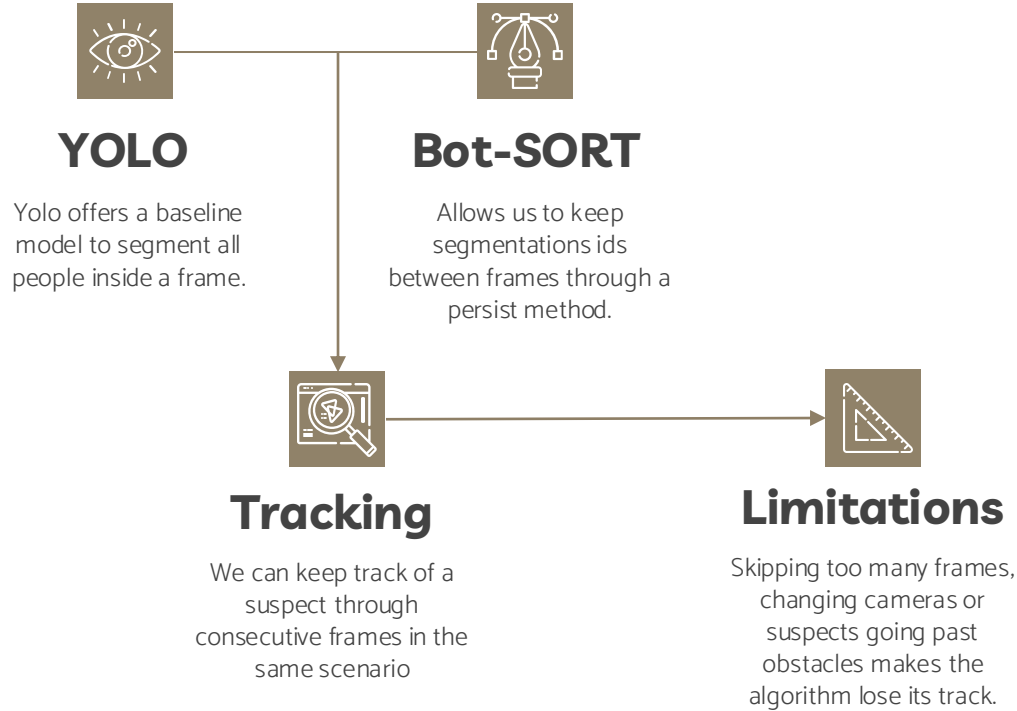 YOLO
Yolo offers a baseline
model to segment all
people inside a frame.
Bot-SORT
Allows us to keep
segmentations ids
between frames through a
persist method.
Tracking
We can keep track of a
suspect through
consecutive frames in the
same scenario
Limitations
Skipping too many frames,
changing cameras or
suspects going past
obstacles makes the
algorithm lose its track.